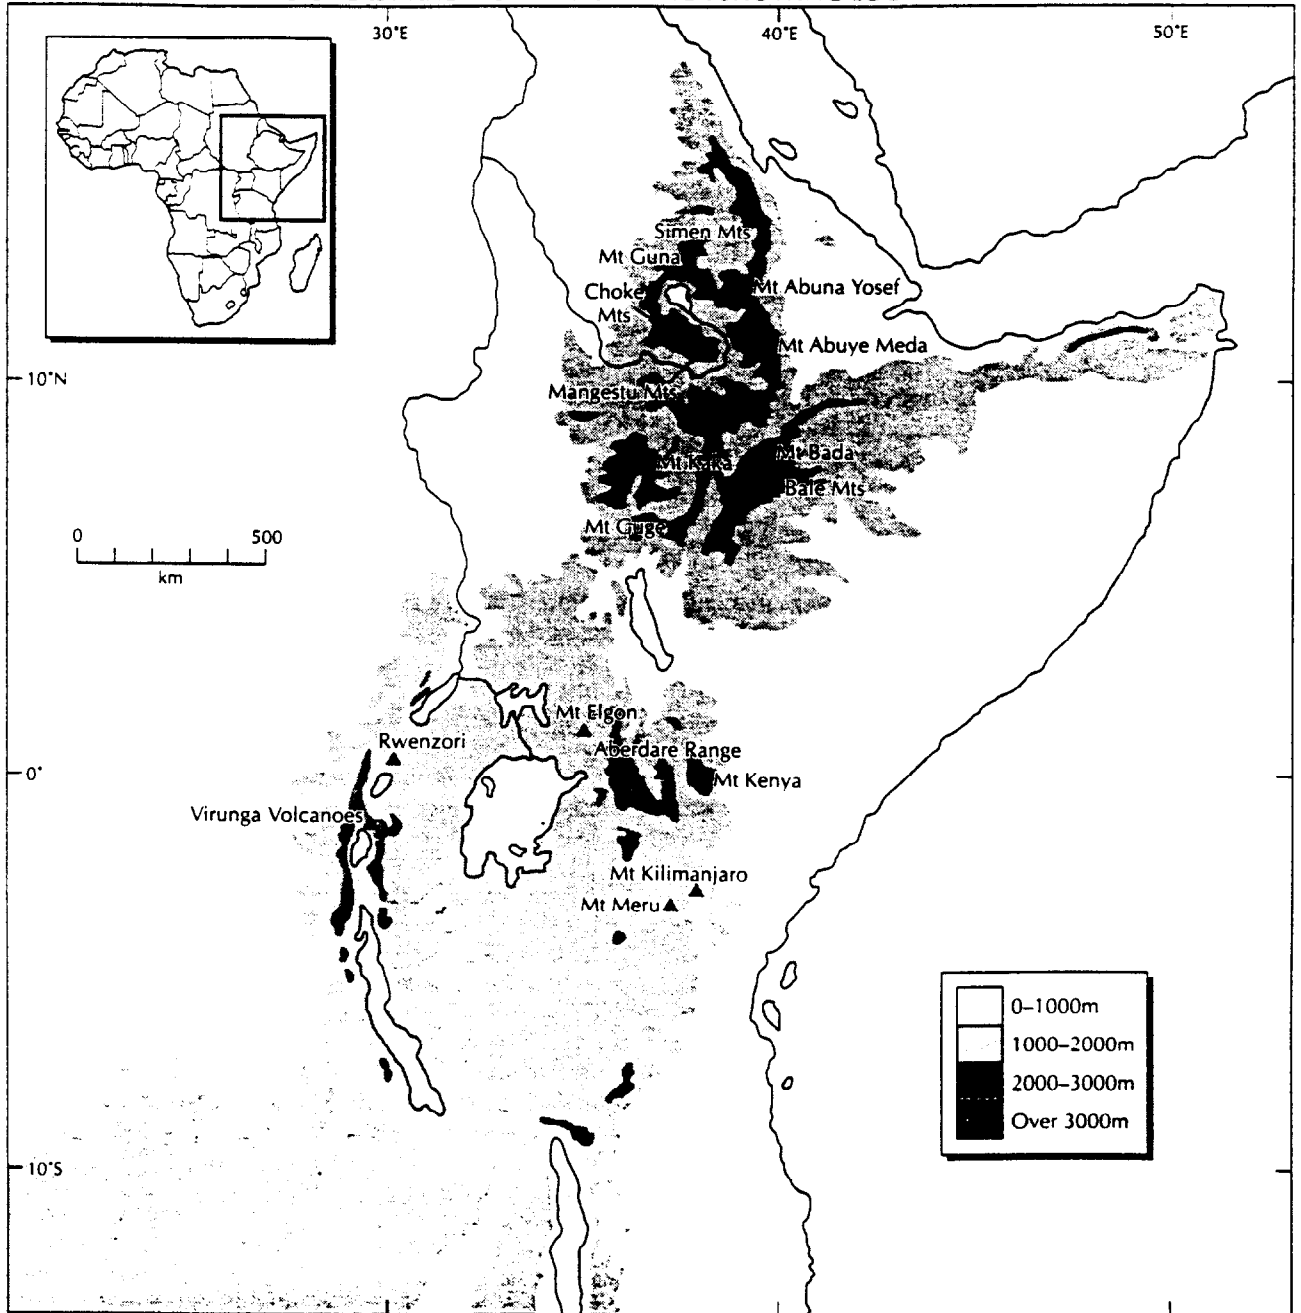 30°E
40°E
50°E
Simen Mts
Mt Guna
Choke
Mts
Mt Abuna Yosef
Mt Abuye Meda
10°N
Mangestu Mts
Mt Kaka
Mt Bada
Bale Mts
Mt Guge
0
500
km
Mt Elgon
Rwenzori
Aberdare Range
0°
Mt Kenya
Virunga Volcanoes
Mt Kilimanjaro
Mt Meru
0–1000m
1000–2000m
2000–3000m
Over 3000m
10°S